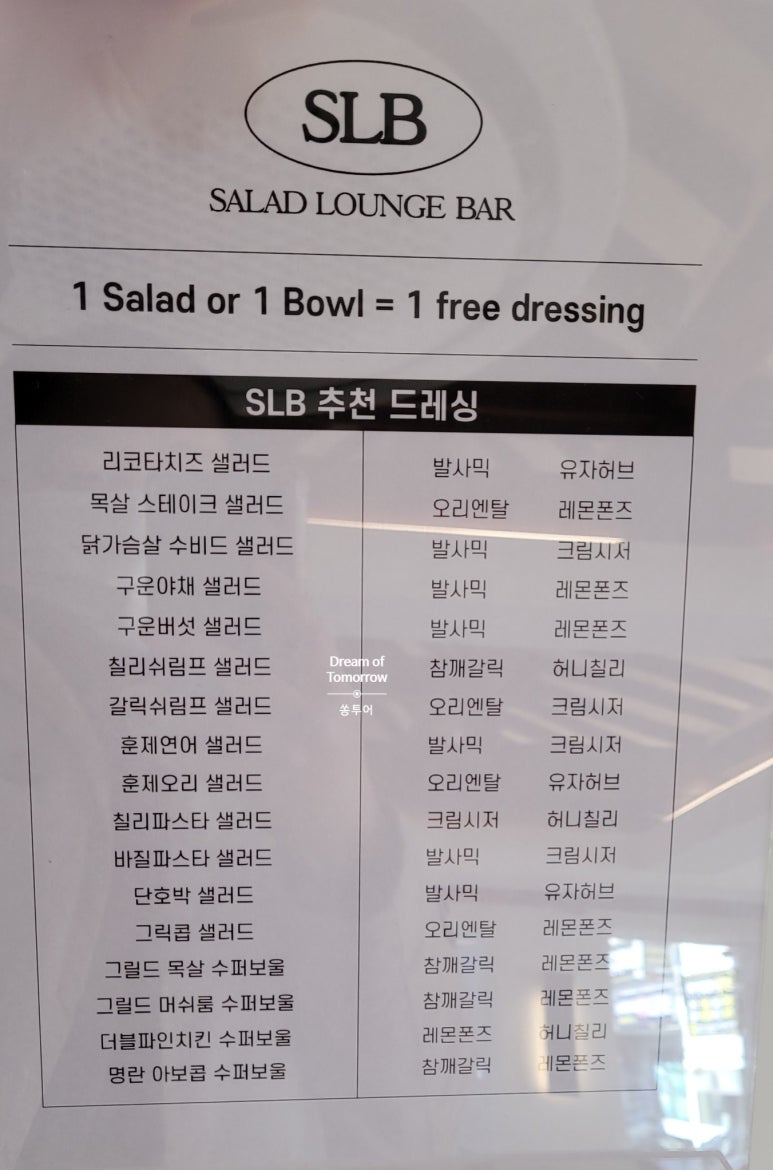 SLB
SALAD LOUNGE BAR
1 Salad or 1 Bowl = 1 free dressing
SLB 추천 드레싱
리코타치즈 샐러드 발사믹 유자허브
목살 스테이크 샐러드 오리엔탈 레몬폰즈
닭가슴살 수비드 샐러드 발사믹 크림시저
구운야채 샐러드 발사믹 레몬폰즈
구운버섯 샐러드 발사믹 레몬폰즈
칠리쉬림프 샐러드 참깨갈릭 허니칠리
갈릭쉬림프 샐러드 오리엔탈 크림시저
훈제연어 샐러드 발사믹 크림시저
훈제오리 샐러드 오리엔탈 유자허브
칠리파스타 샐러드 크림시저 허니칠리
바질파스타 샐러드 발사믹 크림시저
단호박 샐러드 발사믹 유자허브
그릭콥 샐러드 오리엔탈 레몬폰즈
그릴드 목살 수퍼보울 참깨갈릭 레몬폰즈
그릴드 머쉬룸 수퍼보울 참깨갈릭 레몬폰즈
더블파인치킨 수퍼보울 레몬폰즈 허니칠리
명란 아보콥 수퍼보울 참깨갈릭 레몬폰즈
Dream of
Tomorrow
쏭투어